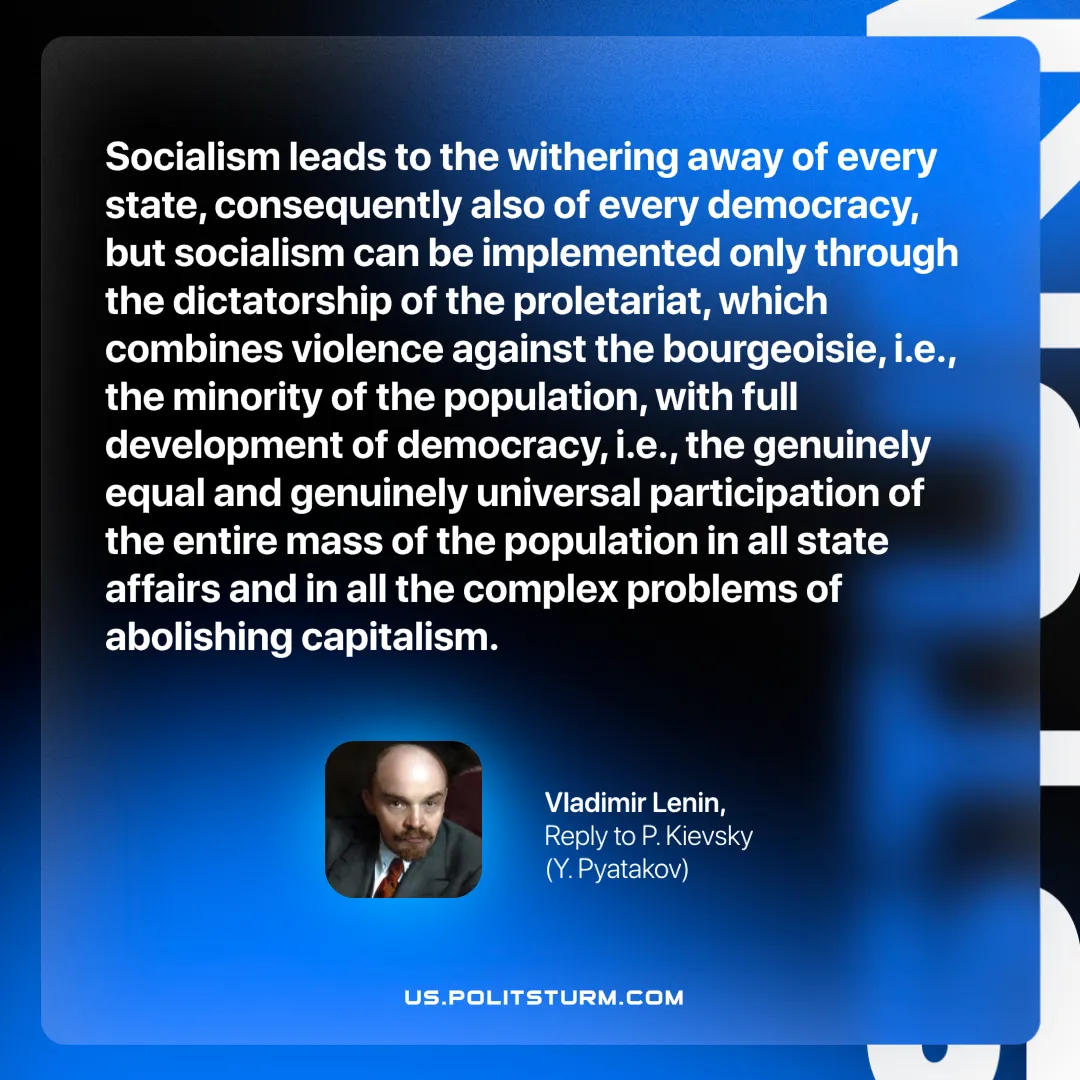 Socialism leads to the withering away of every
state, consequently also of every democracy,
but socialism can be implemented only through
the dictatorship of the proletariat, which
combines violence against the bourgeoisie, i.e.,
the minority of the population, with full
development of democracy, i.e., the genuinely
equal and genuinely universal participation of
the entire mass of the population in all state
affairs and in all the complex problems of
abolishing capitalism.
Vladimir Lenin,
Reply to P. Kievsky
(Y. Pyatakov)
US.POLITSTURM.COM